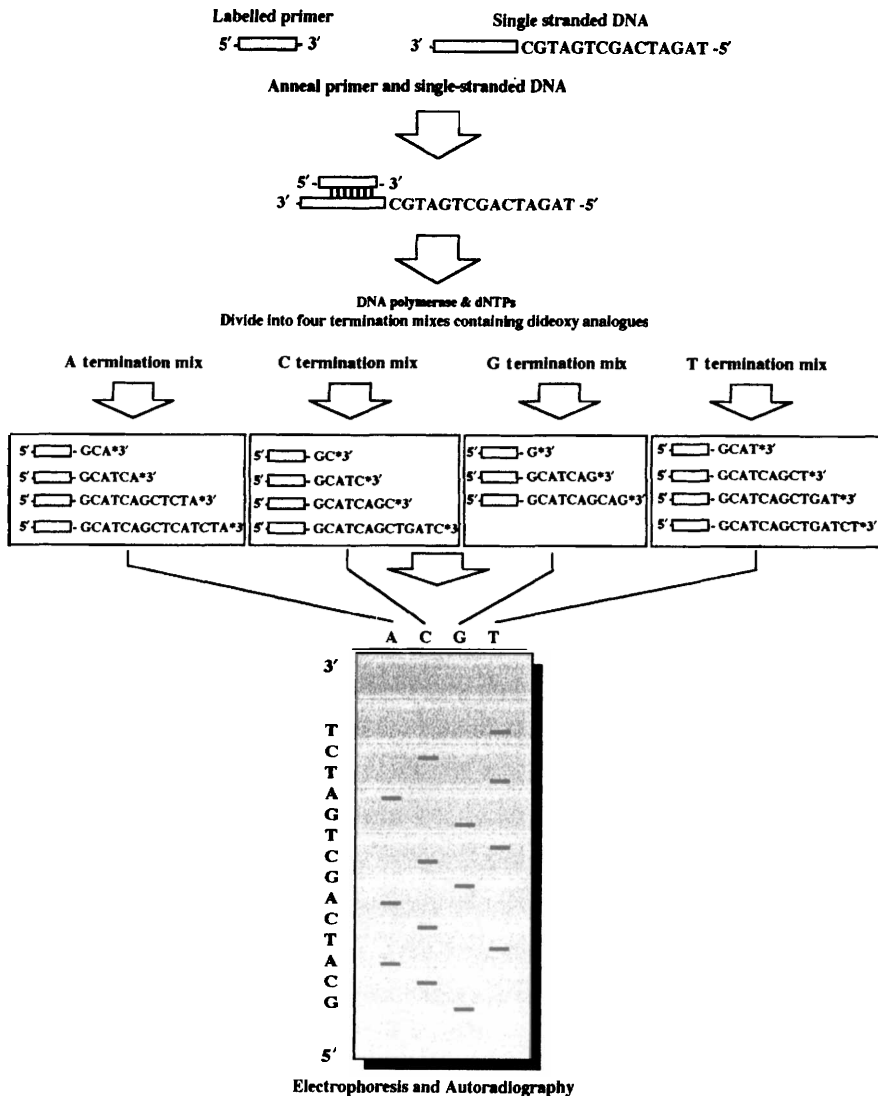 Labelled primer
Single stranded DNA
5′- - 3′
3′ - CGTAGTCGACTAGAT -5′
Anneal primer and single-stranded DNA
5′- - 3′
3′ - CGTAGTCGACTAGAT -5′
DNA polymerase & dNTPs
Divide into four termination mixes containing dideoxy analogues
A termination mix
C termination mix
G termination mix
T termination mix
5′- - GCA*3′
5′- - GCATCA*3′
5′- - GCATCAGCTCTA*3′
5′- - GCATCAGCTCATCTA*3′
5′- - GC*3′
5′- - GCATC*3′
5′- - GCATCAGC*3′
5′- - GCATCAGCTGATC*3′
5′- - G*3′
5′- - GCATCAG*3′
5′- - GCATCAGCAG*3′
5′- - GCAT*3′
5′- - GCATCAGCT*3′
5′- - GCATCAGCTGAT*3′
5′- - GCATCAGCTGATCT*3′
A C G T
3′
T
C
T
A
G
T
C
G
A
C
T
A
C
G
5′
Electrophoresis and Autoradiography